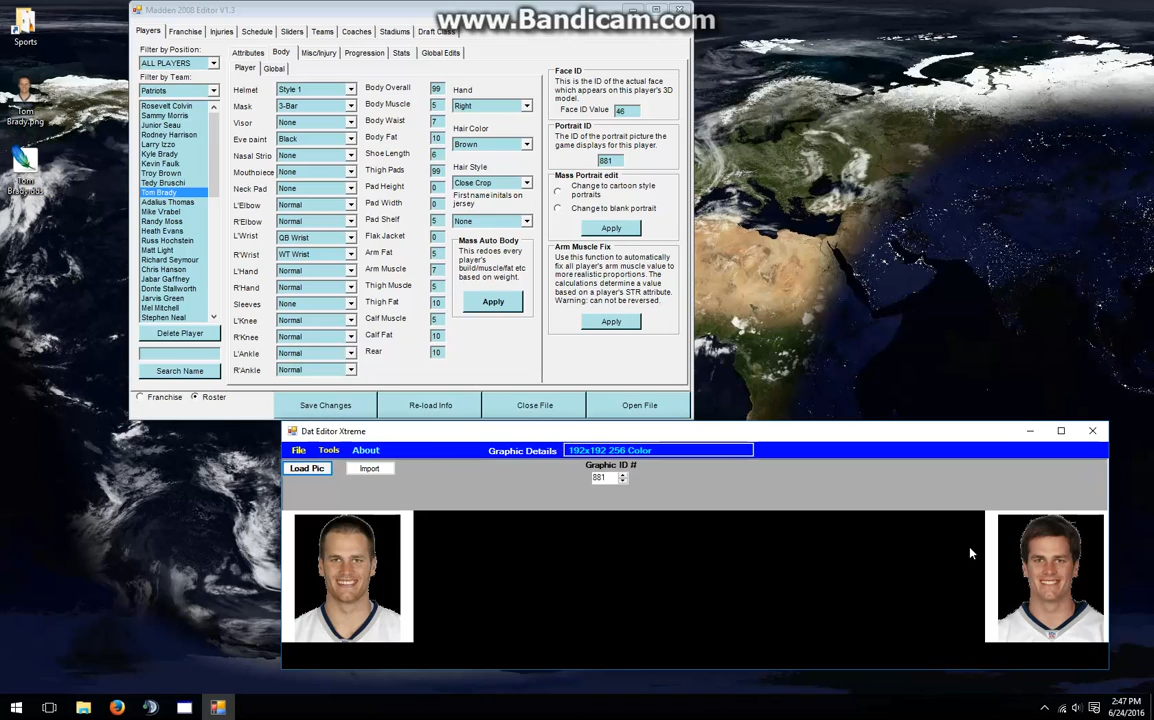 www.Bandicam.com
Madden 2008 Editor V1.3
Players Franchise Injuries Schedule Sliders Teams Coaches Stadiums Draft Class
Filter by Position:
ALL PLAYERS
Filter by Team:
Patriots
Rosevelt Colvin
Sammy Morris
Junior Seau
Rodney Harrison
Larry Izzo
Kyle Brady
Kevin Faulk
Troy Brown
Tedy Bruschi
Tom Brady
Adalius Thomas
Mike Vrabel
Randy Moss
Heath Evans
Russ Hochstein
Matt Light
Richard Seymour
Chris Hanson
Jabar Gaffney
Donte Stallworth
Jarvis Green
Mel Mitchell
Stephen Neal
Delete Player
Search Name
Attributes Body Misc/Injury Progression Stats Global Edits
Player Global
Helmet Style 1
Mask 3-Bar
Visor None
Eve paint Black
Nasal Strip None
Mouthpiece None
Neck Pad None
L'Elbow Normal
R'Elbow Normal
L'Wrist QB Wrist
R'Wrist WT Wrist
L'Hand Normal
R'Hand Normal
Sleeves None
L'Knee Normal
R'Knee Normal
L'Ankle Normal
R'Ankle Normal
Body Overall 99
Body Muscle 5
Body Waist 7
Body Fat 10
Shoe Length 6
Thigh Pads 99
Pad Height 0
Pad Width 0
Pad Shelf 5
Flak Jacket 0
Arm Fat 5
Arm Muscle 7
Thigh Muscle 5
Thigh Fat 10
Calf Muscle 5
Calf Fat 10
Rear 10
Hand
Right
Hair Color
Brown
Hair Style
Close Crop
First name initals on
jersey
None
Mass Auto Body
This redoes every
player's
build/muscle/fat etc
based on weight.
Apply
Face ID
This is the ID of the actual face
which appears on this player's 3D
model.
Face ID Value 46
Portrait ID
The ID of the portrait picture the
game displays for this player.
881
Mass Portrait edit
Change to cartoon style
portraits
Change to blank portrait
Apply
Arm Muscle Fix
Use this function to automatically
fix all player's arm muscle value to
more realistic proportions. The
calculations determine a value
based on a player's STR attribute.
Warning: can not be reversed.
Apply
Franchise Roster
Save Changes Re-load Info Close File Open File
Sports
Tom
Brady.png
Tom
Brady.dds
Dat Editor Xtreme
File Tools About Graphic Details 192x192 256 Color
Load Pic Import
Graphic ID #
881
2:47 PM
6/24/2016